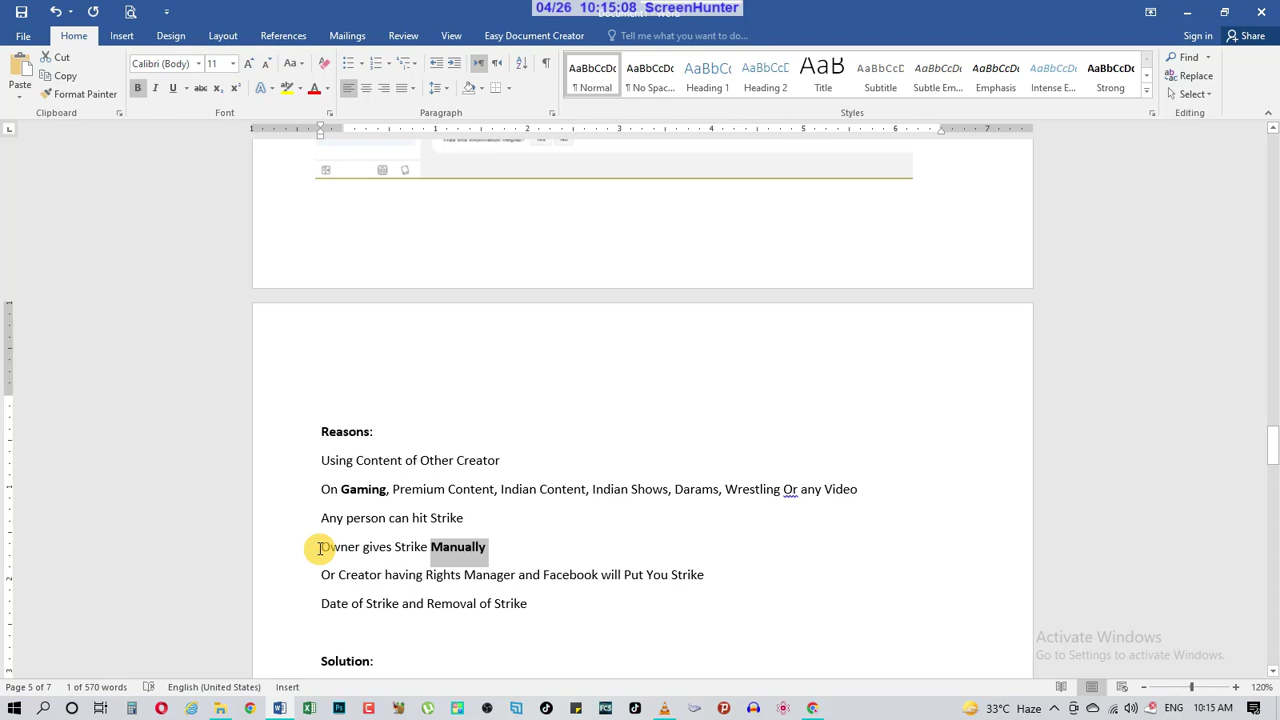 04/26 10:15:08 ScreenHunter
File Home Insert Design Layout References Mailings Review View Easy Document Creator Tell me what you want to do... Sign in Share
Paste Cut
Copy
Format Painter
Calibri (Body) 11
Clipboard Font Paragraph Styles Editing
AaBbCcDc ¶ Normal
AaBbCcDc ¶ No Spac...
AaBbCc Heading 1
AaBbCcD Heading 2
AaB Title
AaBbCcD Subtitle
AaBbCcDc Subtle Em...
AaBbCcDc Emphasis
AaBbCcDc Intense E...
AaBbCcDc Strong
Find
Replace
Select
Reasons:
Using Content of Other Creator
On Gaming, Premium Content, Indian Content, Indian Shows, Darams, Wrestling Or any Video
Any person can hit Strike
Owner gives Strike Manually
Or Creator having Rights Manager and Facebook will Put You Strike
Date of Strike and Removal of Strike
Solution:
Activate Windows
Go to Settings to activate Windows.
Page 5 of 7 1 of 570 words English (United States) Insert 120%
33°C Haze 10:15 AM